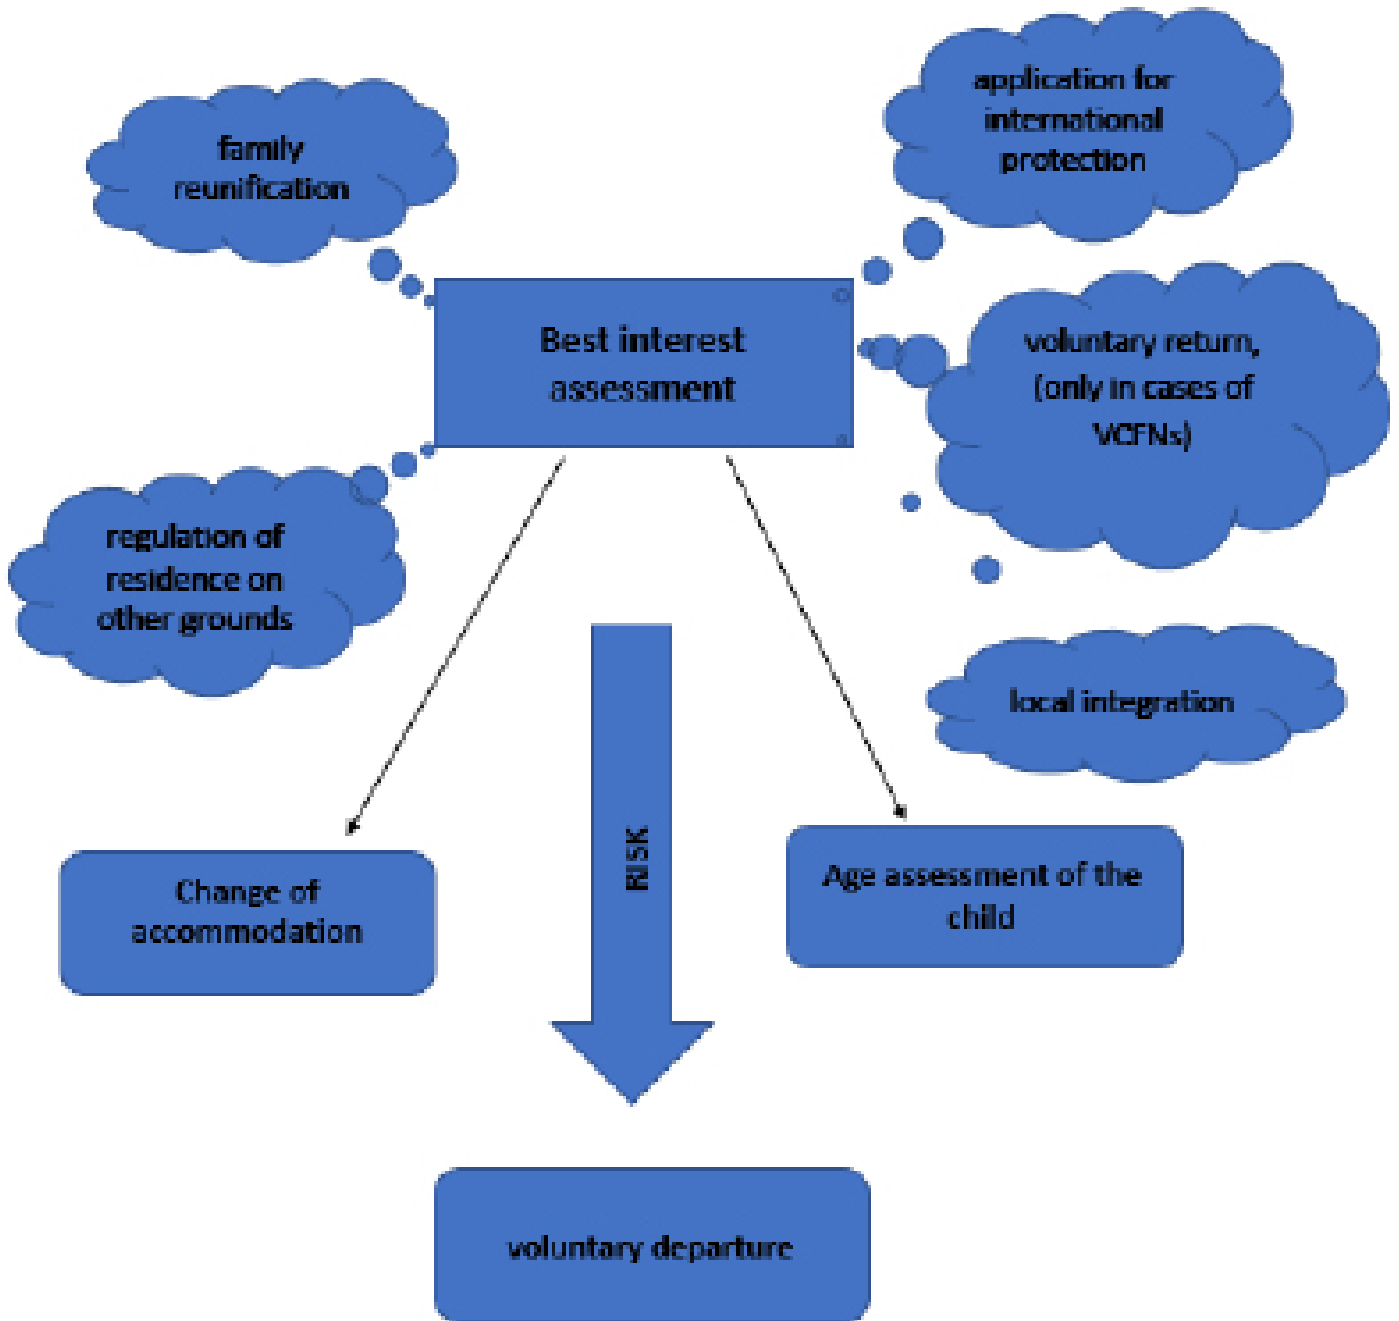 family
reunification
application for
international
protection
Best interest
assessment
voluntary return,
(only in cases of
VCFNs)
regulation of
residence on
other grounds
local integration
RISK
Change of
accommodation
Age assessment of the
child
voluntary departure